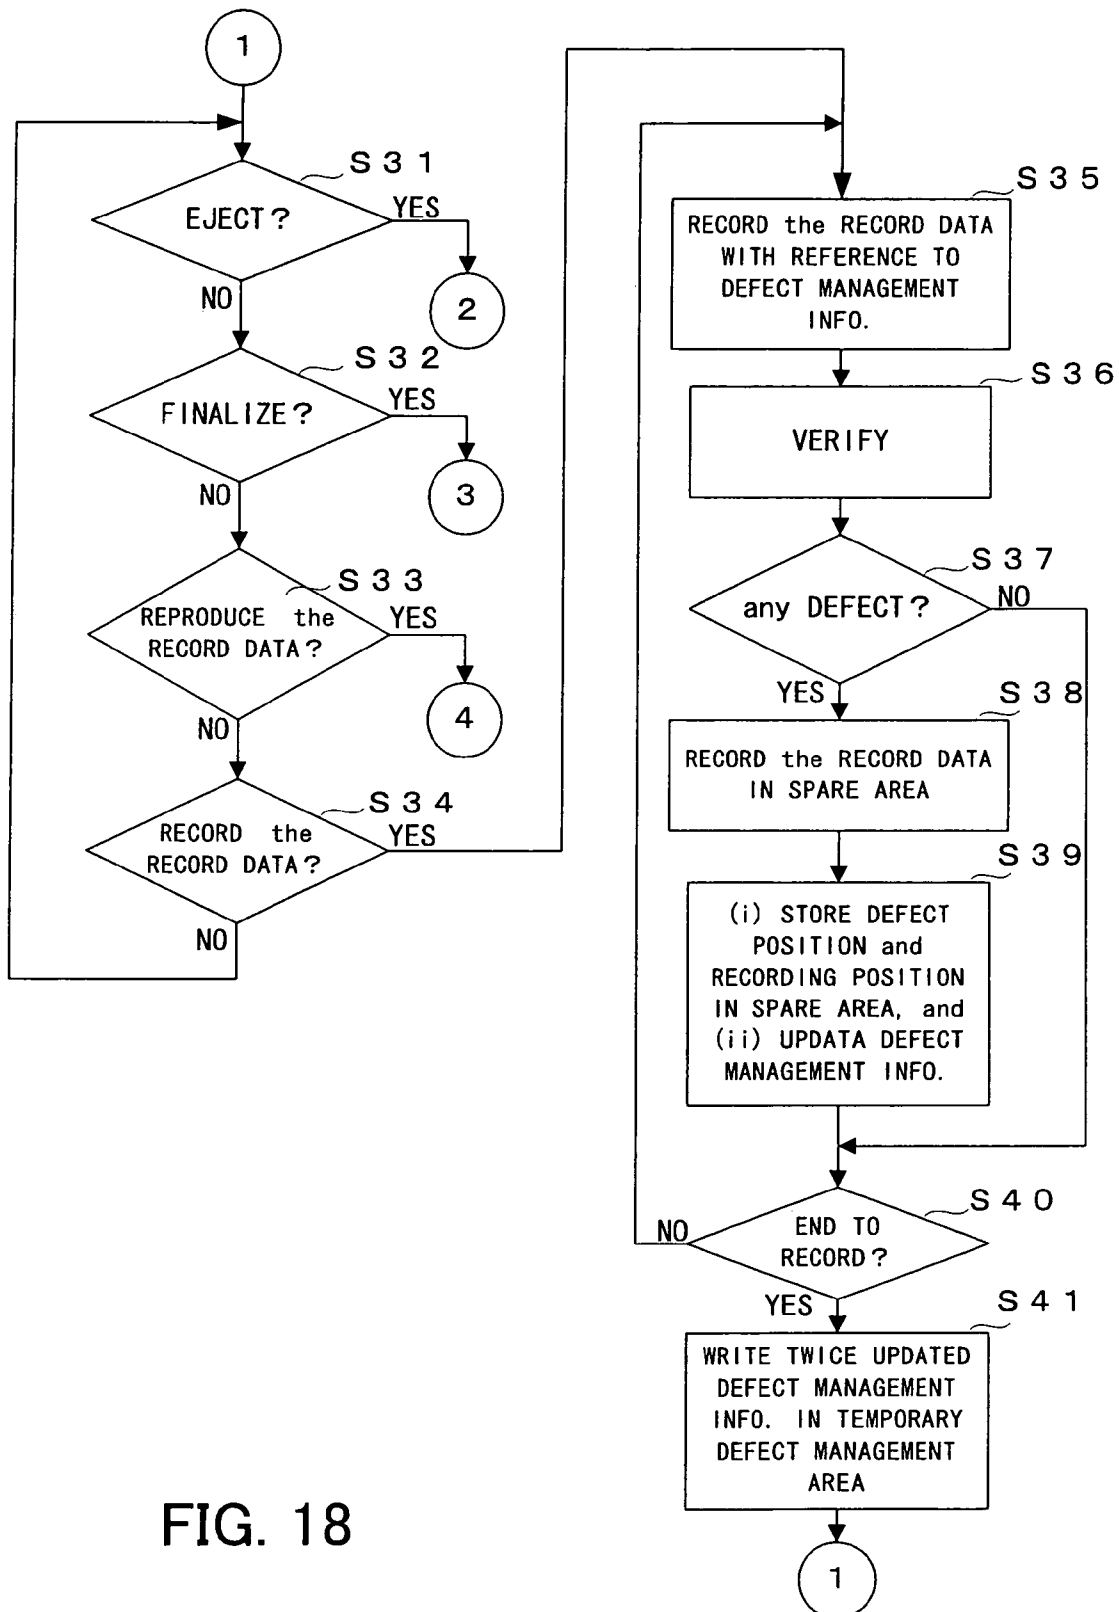 1
S31
EJECT?
YES
NO
2
S32
FINALIZE?
YES
NO
3
S33
REPRODUCE the
RECORD DATA?
YES
NO
4
S34
RECORD the
RECORD DATA?
YES
NO
S35
RECORD the RECORD DATA
WITH REFERENCE TO
DEFECT MANAGEMENT
INFO.
S36
VERIFY
S37
any DEFECT?
NO
YES
S38
RECORD the RECORD DATA
IN SPARE AREA
S39
(i) STORE DEFECT
POSITION and
RECORDING POSITION
IN SPARE AREA, and
(ii) UPDATA DEFECT
MANAGEMENT INFO.
S40
END TO
RECORD?
NO
YES
S41
WRITE TWICE UPDATED
DEFECT MANAGEMENT
INFO. IN TEMPORARY
DEFECT MANAGEMENT
AREA
1
FIG. 18